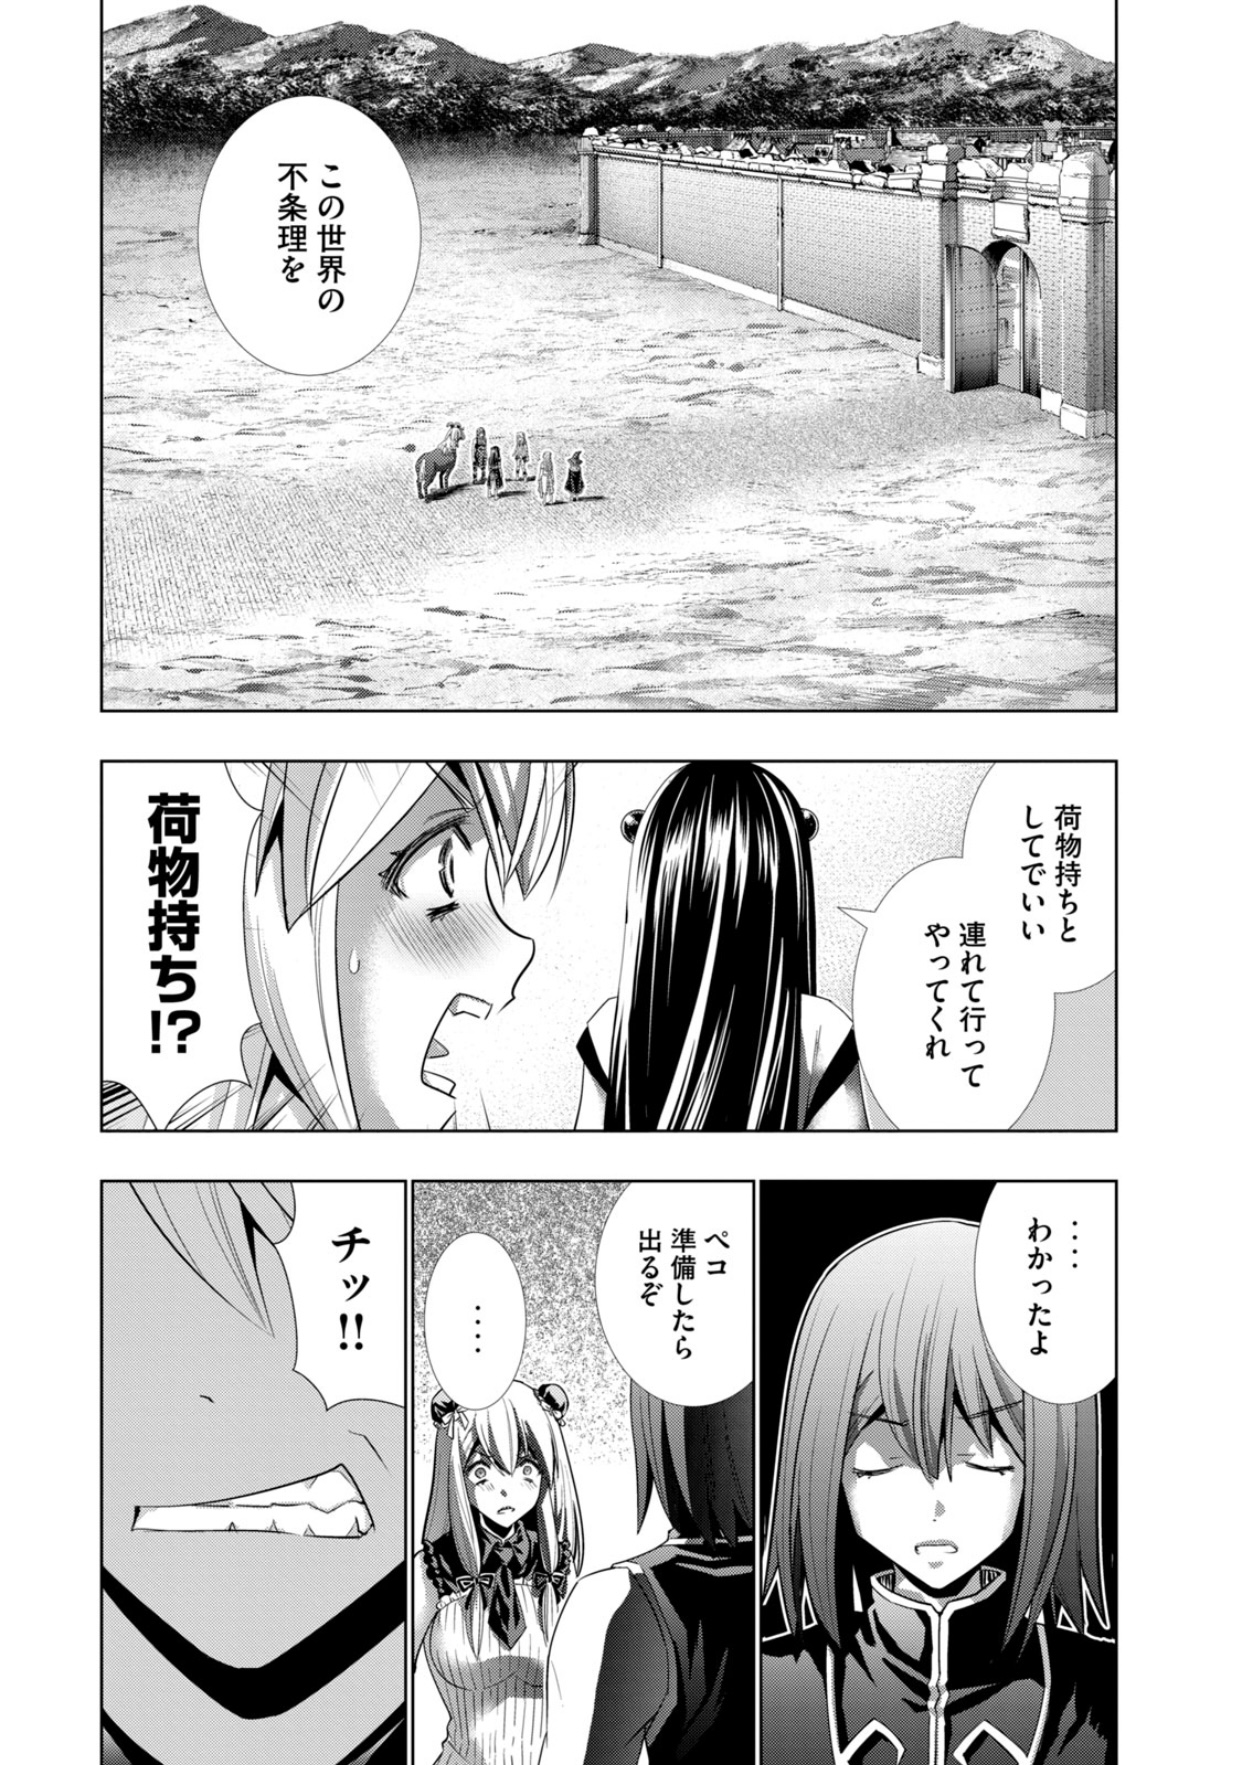 この世界の
不条理を
荷物持ちと
してでいい
連れて行って
やってくれ
荷物持ち!?
‥‥
わかったよ
ペコ
準備したら
出るぞ
‥‥
チッ!!